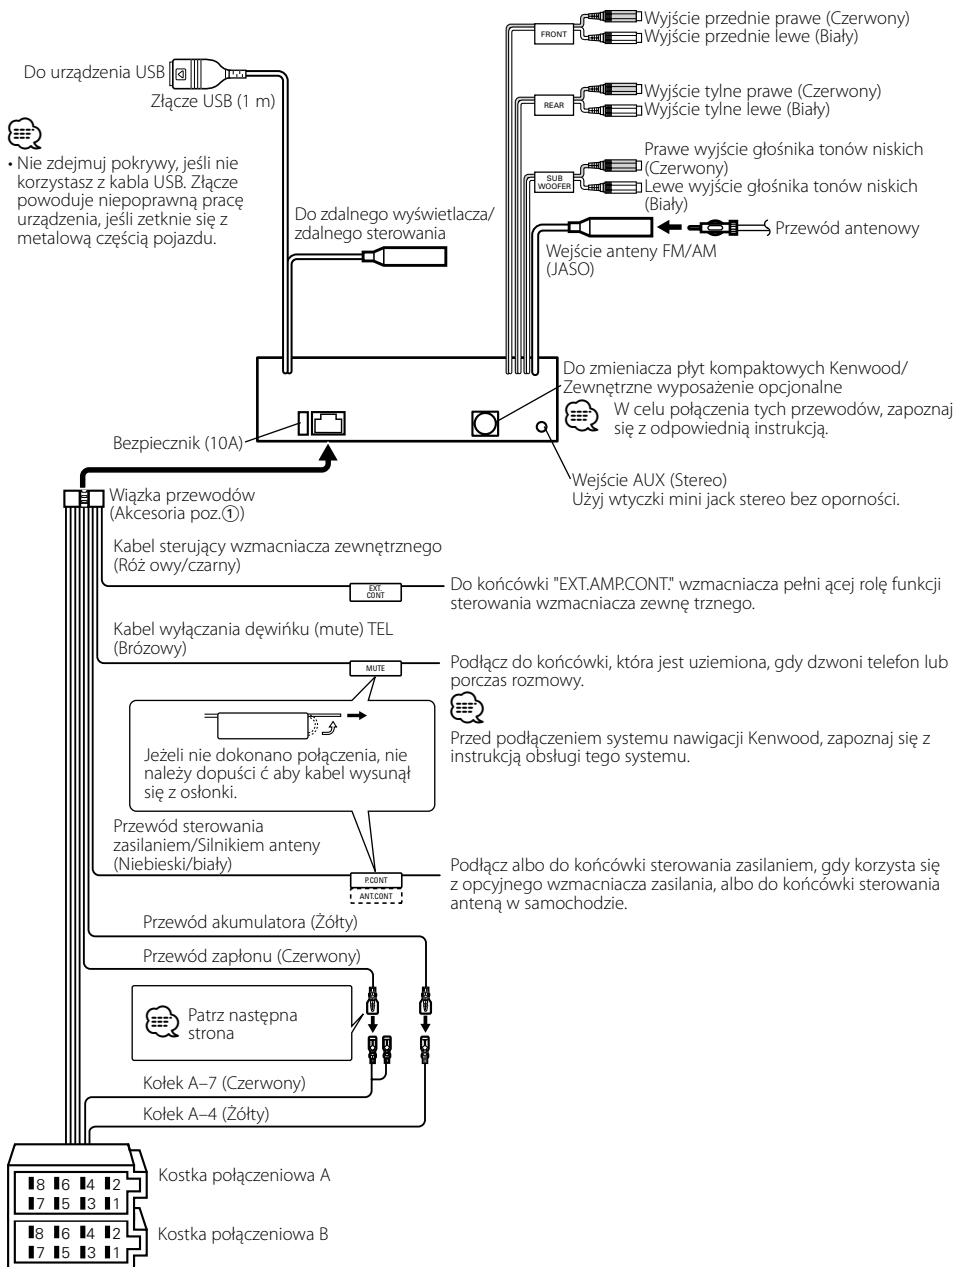 FRONT
Wyjście przednie prawe (Czerwony)
Wyjście przednie lewe (Biały)
Do urządzenia USB
Złącze USB (1 m)
REAR
Wyjście tylne prawe (Czerwony)
Wyjście tylne lewe (Biały)
• Nie zdejmuj pokrywy, jeśli nie
korzystasz z kabla USB. Złącze
powoduje niepoprawną pracę
urządzenia, jeśli zetknie się z
metalową częścią pojazdu.
SUB
WOOFER
Prawe wyjście głośnika tonów niskich
(Czerwony)
Lewe wyjście głośnika tonów niskich
(Biały)
Do zdalnego wyświetlacza/
zdalnego sterowania
Przewód antenowy
Wejście anteny FM/AM
(JASO)
Do zmieniacza płyt kompaktowych Kenwood/
Zewnętrzne wyposażenie opcjonalne
W celu połączenia tych przewodów, zapoznaj
się z odpowiednią instrukcją.
Bezpiecznik (10A)
Wejście AUX (Stereo)
Użyj wtyczki mini jack stereo bez oporności.
Wiązka przewodów
(Akcesoria poz.①)
Kabel sterujący wzmacniacza zewnętrznego
(Róż owy/czarny)
EXT.
CONT
Do końcówki "EXT.AMP.CONT." wzmacniacza pełni ącej rolę funkcji
sterowania wzmacniacza zewnę trznego.
Kabel wyłączania dęwińku (mute) TEL
(Brózowy)
MUTE
Podłącz do końcówki, która jest uziemiona, gdy dzwoni telefon lub
porczas rozmowy.
Przed podłączeniem systemu nawigacji Kenwood, zapoznaj się z
instrukcją obsługi tego systemu.
Jeżeli nie dokonano połączenia, nie
należy dopuści ć aby kabel wysunął
się z osłonki.
Przewód sterowania
zasilaniem/Silnikiem anteny
(Niebieski/biały)
P.CONT
ANT.CONT
Podłącz albo do końcówki sterowania zasilaniem, gdy korzysta się
z opcyjnego wzmacniacza zasilania, albo do końcówki sterowania
anteną w samochodzie.
Przewód akumulatora (Żółty)
Przewód zapłonu (Czerwony)
Patrz następna
strona
Kołek A–7 (Czerwony)
Kołek A–4 (Żółty)
Kostka połączeniowa A
8 6 4 2
7 5 3 1
Kostka połączeniowa B
8 6 4 2
7 5 3 1